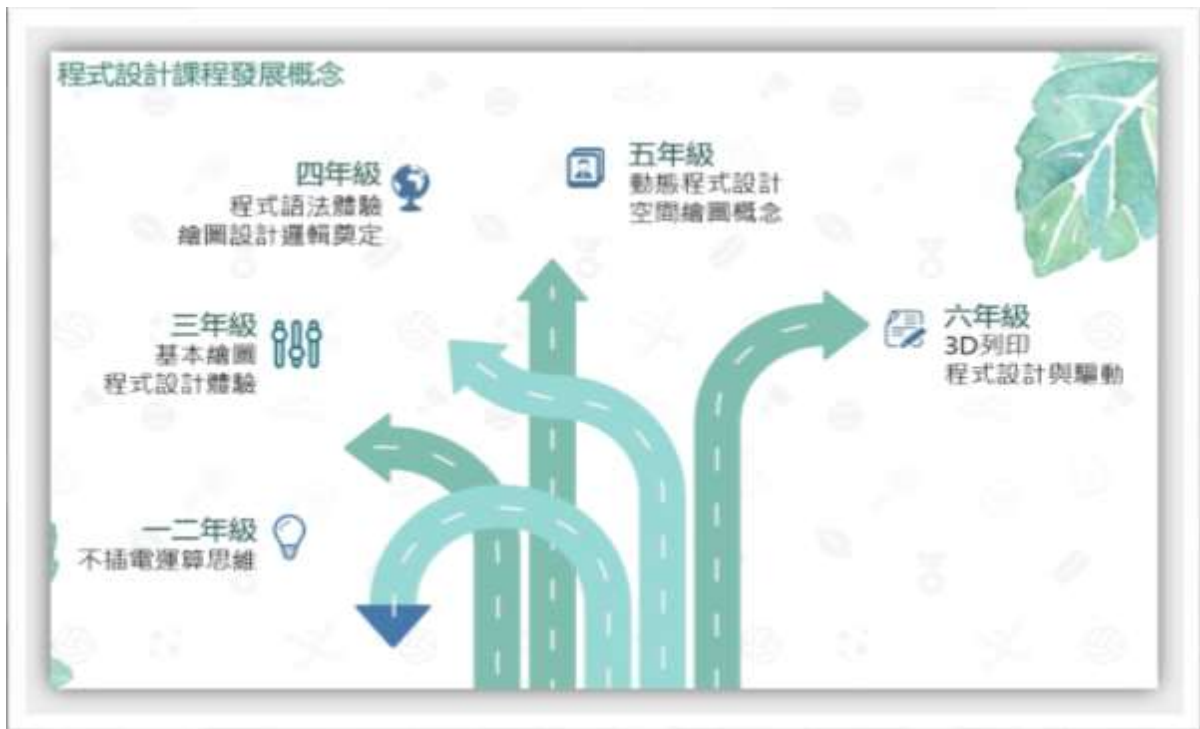 程式設計課程發展概念
四年級
程式語法體驗
繪圖設計邏輯奠定
五年級
動態程式設計
空間繪圖概念
三年級
基本繪圖
程式設計體驗
六年級
3D列印
程式設計與驅動
一二年級
不插電運算思維